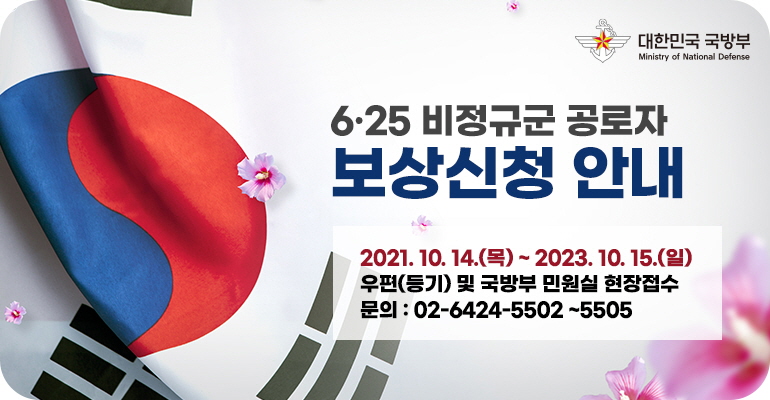 대한민국 국방부
Ministry of National Defense
6·25 비정규군 공로자
보상신청 안내
2021. 10. 14.(목) ~ 2023. 10. 15.(일)
우편(등기) 및 국방부 민원실 현장접수
문의 : 02-6424-5502 ~5505